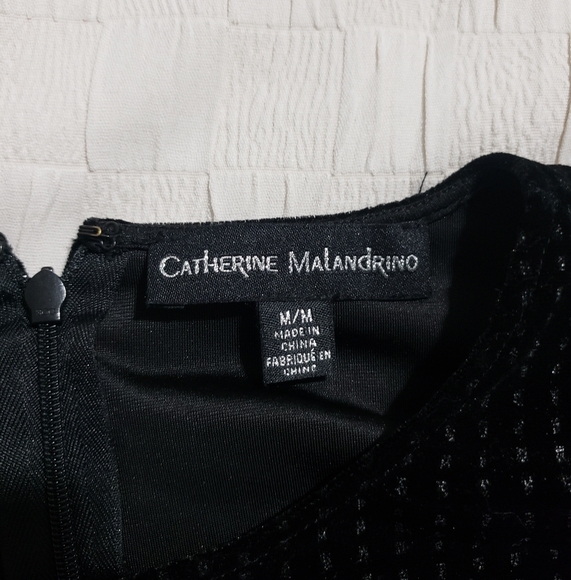 CATHERINE MALANDRINO
M/M
MADE IN
CHINA
FABRIQUÉ EN
CHINE